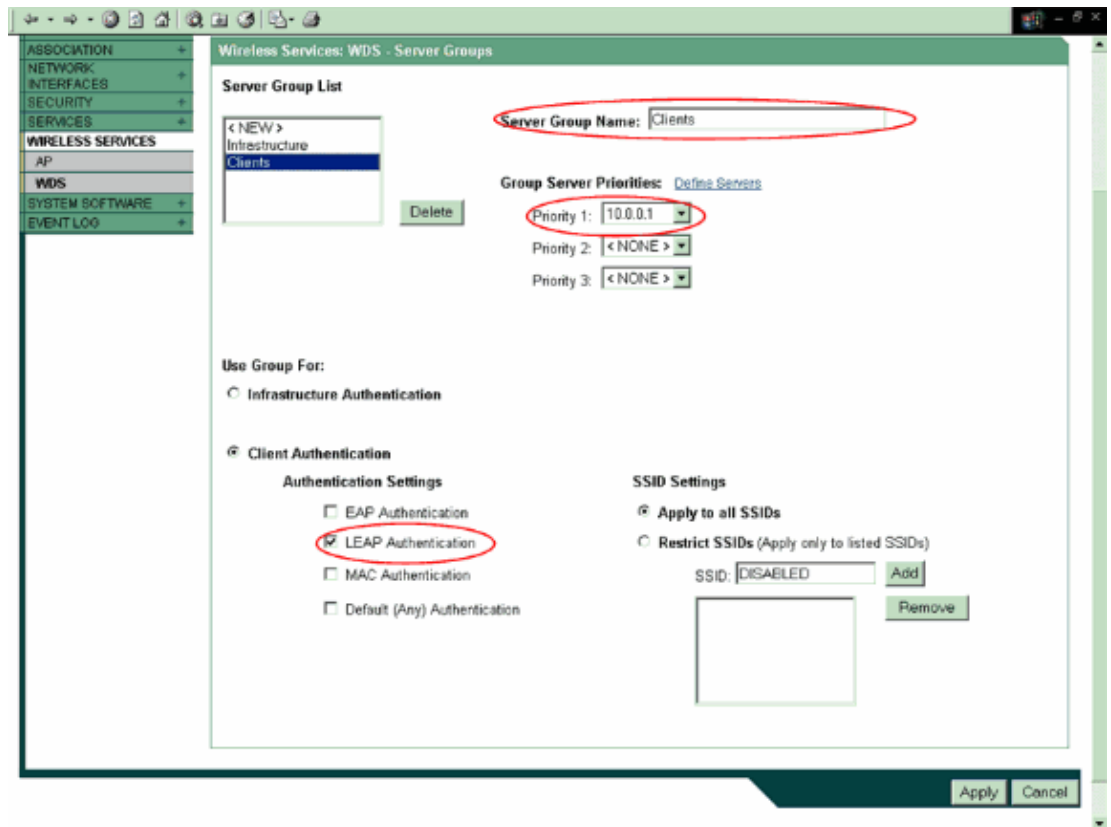 ASSOCIATION +
NETWORK
INTERFACES +
SECURITY +
SERVICES +
WIRELESS SERVICES
AP
WDS
SYSTEM SOFTWARE +
EVENT LOG +
Wireless Services: WDS - Server Groups
Server Group List
< NEW >
Infrastructure
Clients
Delete
Server Group Name: Clients
Group Server Priorities: Define Servers
Priority 1: 10.0.0.1
Priority 2: < NONE >
Priority 3: < NONE >
Use Group For:
Infrastructure Authentication
Client Authentication
Authentication Settings
EAP Authentication
LEAP Authentication
MAC Authentication
Default (Any) Authentication
SSID Settings
Apply to all SSIDs
Restrict SSIDs (Apply only to listed SSIDs)
SSID: DISABLED Add
Remove
Apply Cancel